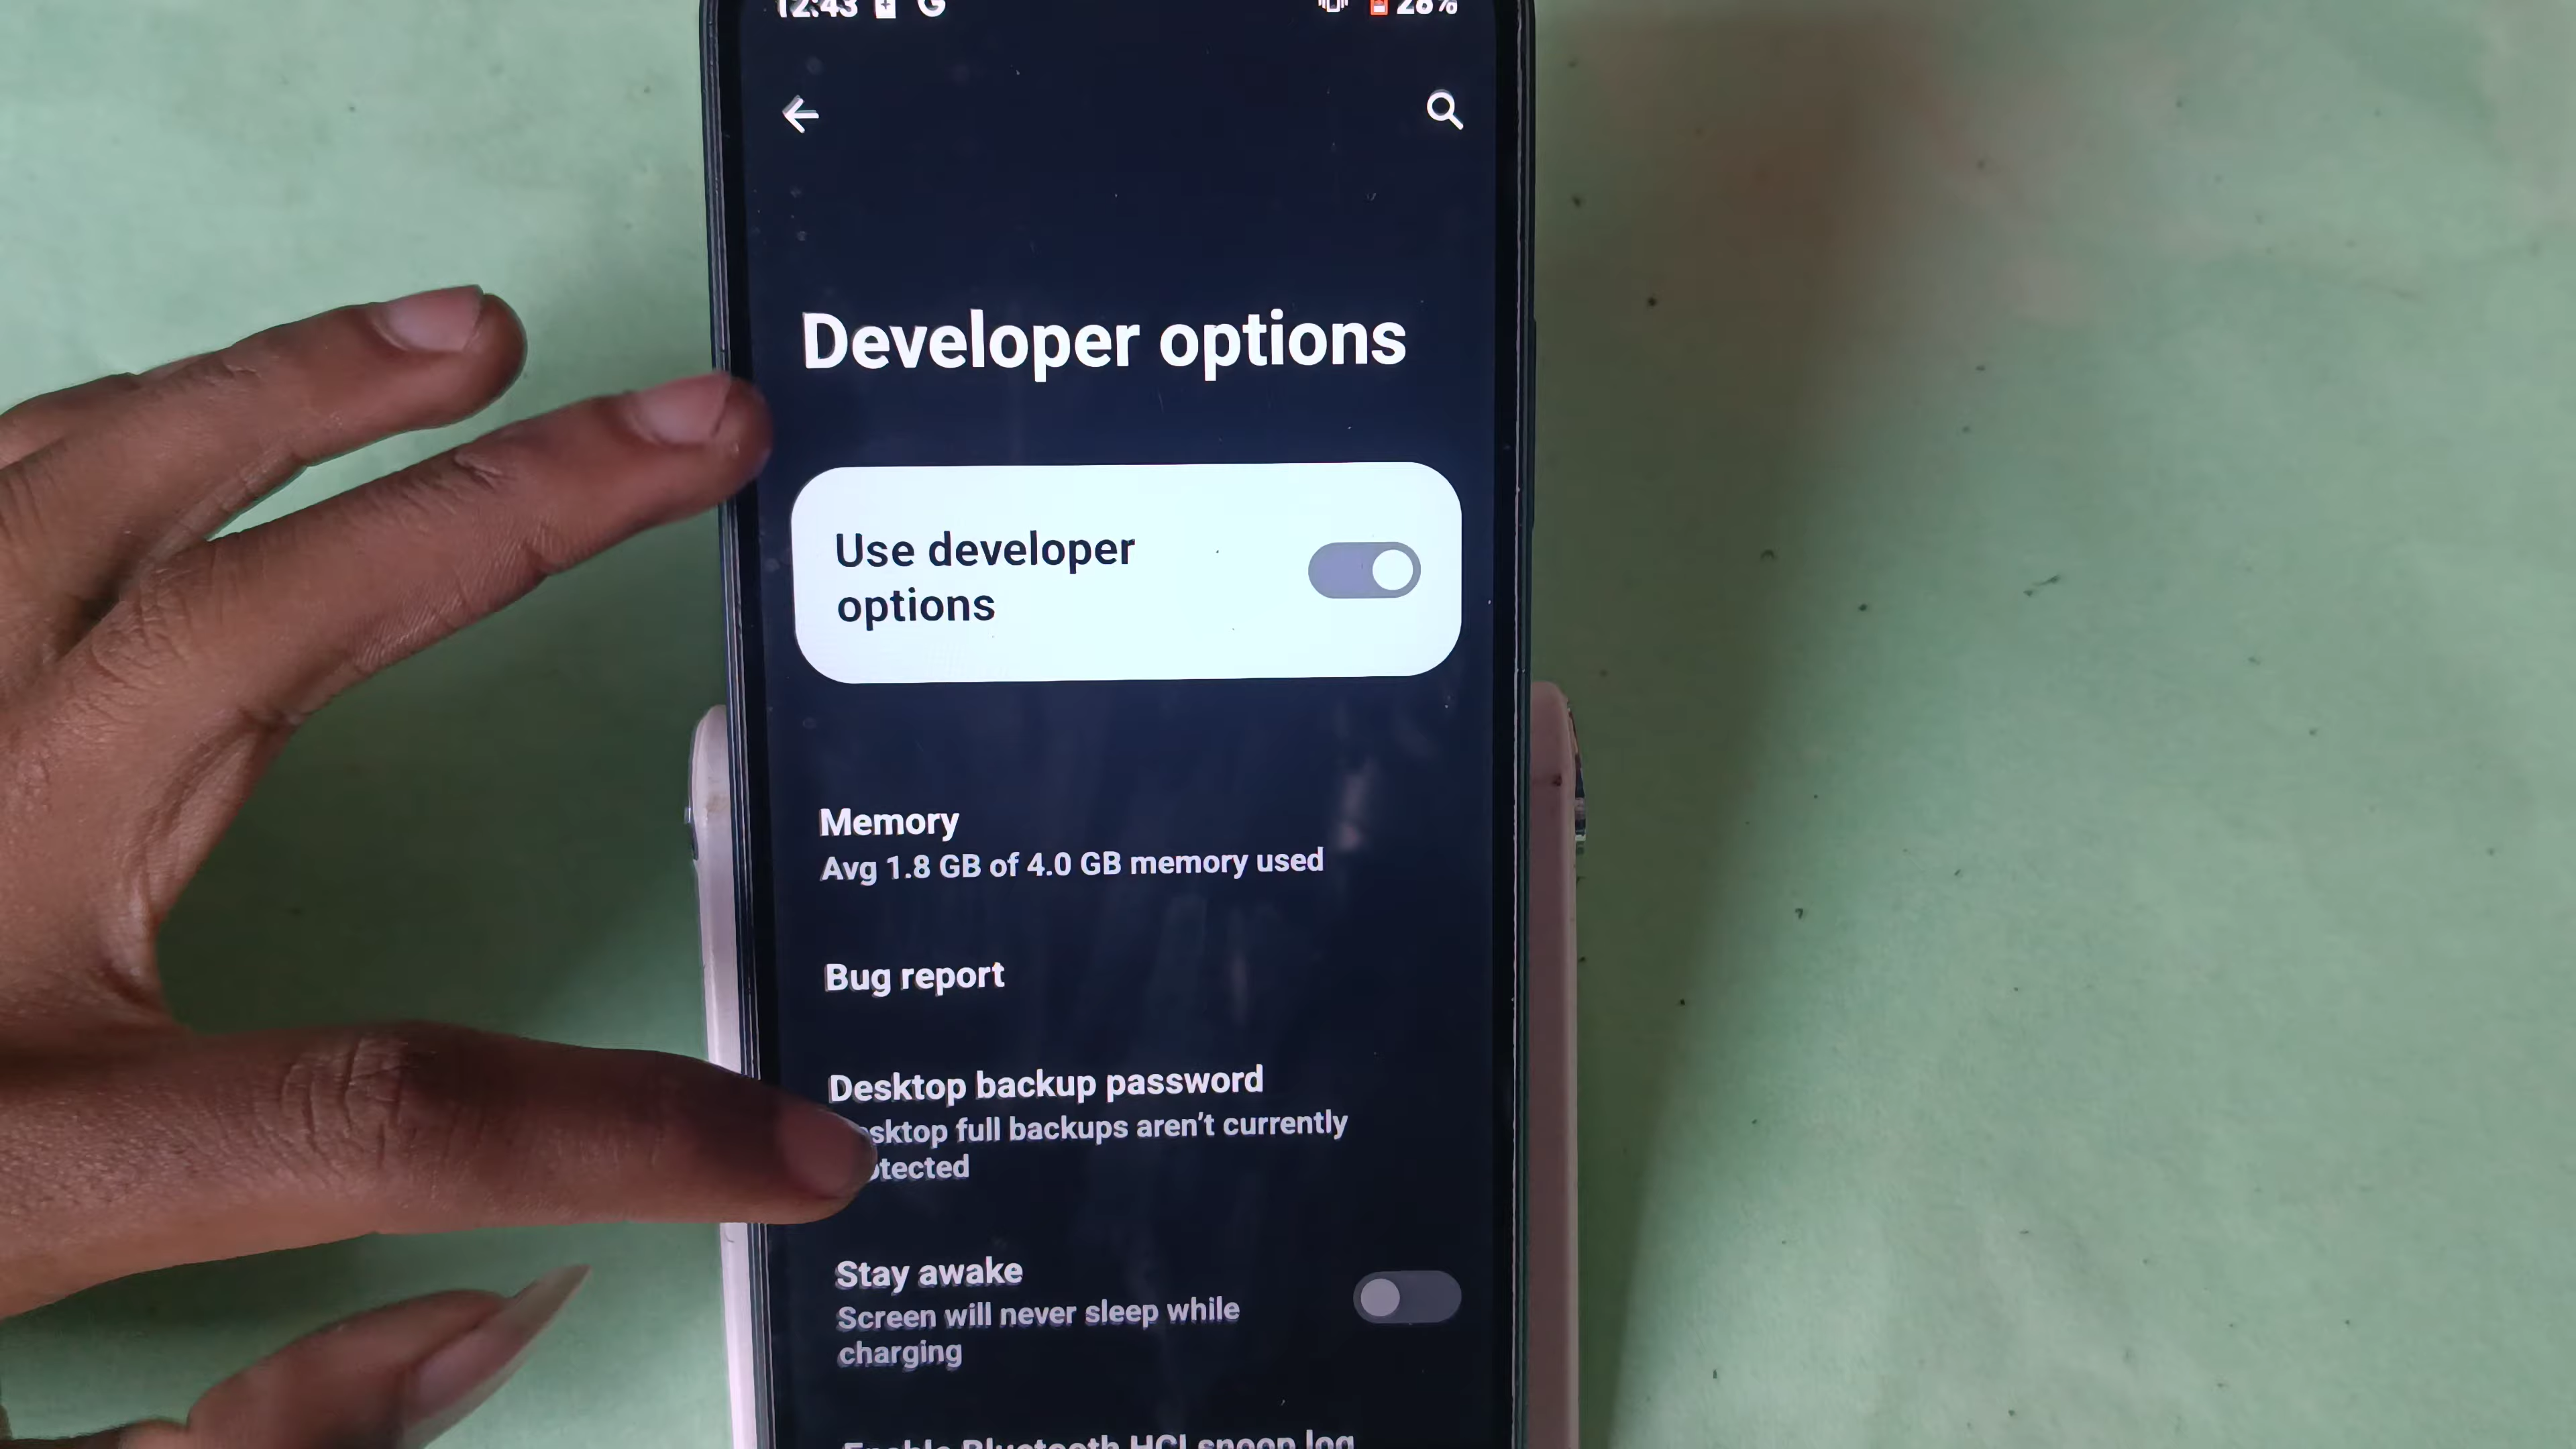 12:43 G 28%
Developer options
Use developer
options
Memory
Avg 1.8 GB of 4.0 GB memory used
Bug report
Desktop backup password
sktop full backups aren't currently
tected
Stay awake
Screen will never sleep while
charging
Enable Bluetooth HCI snoop log